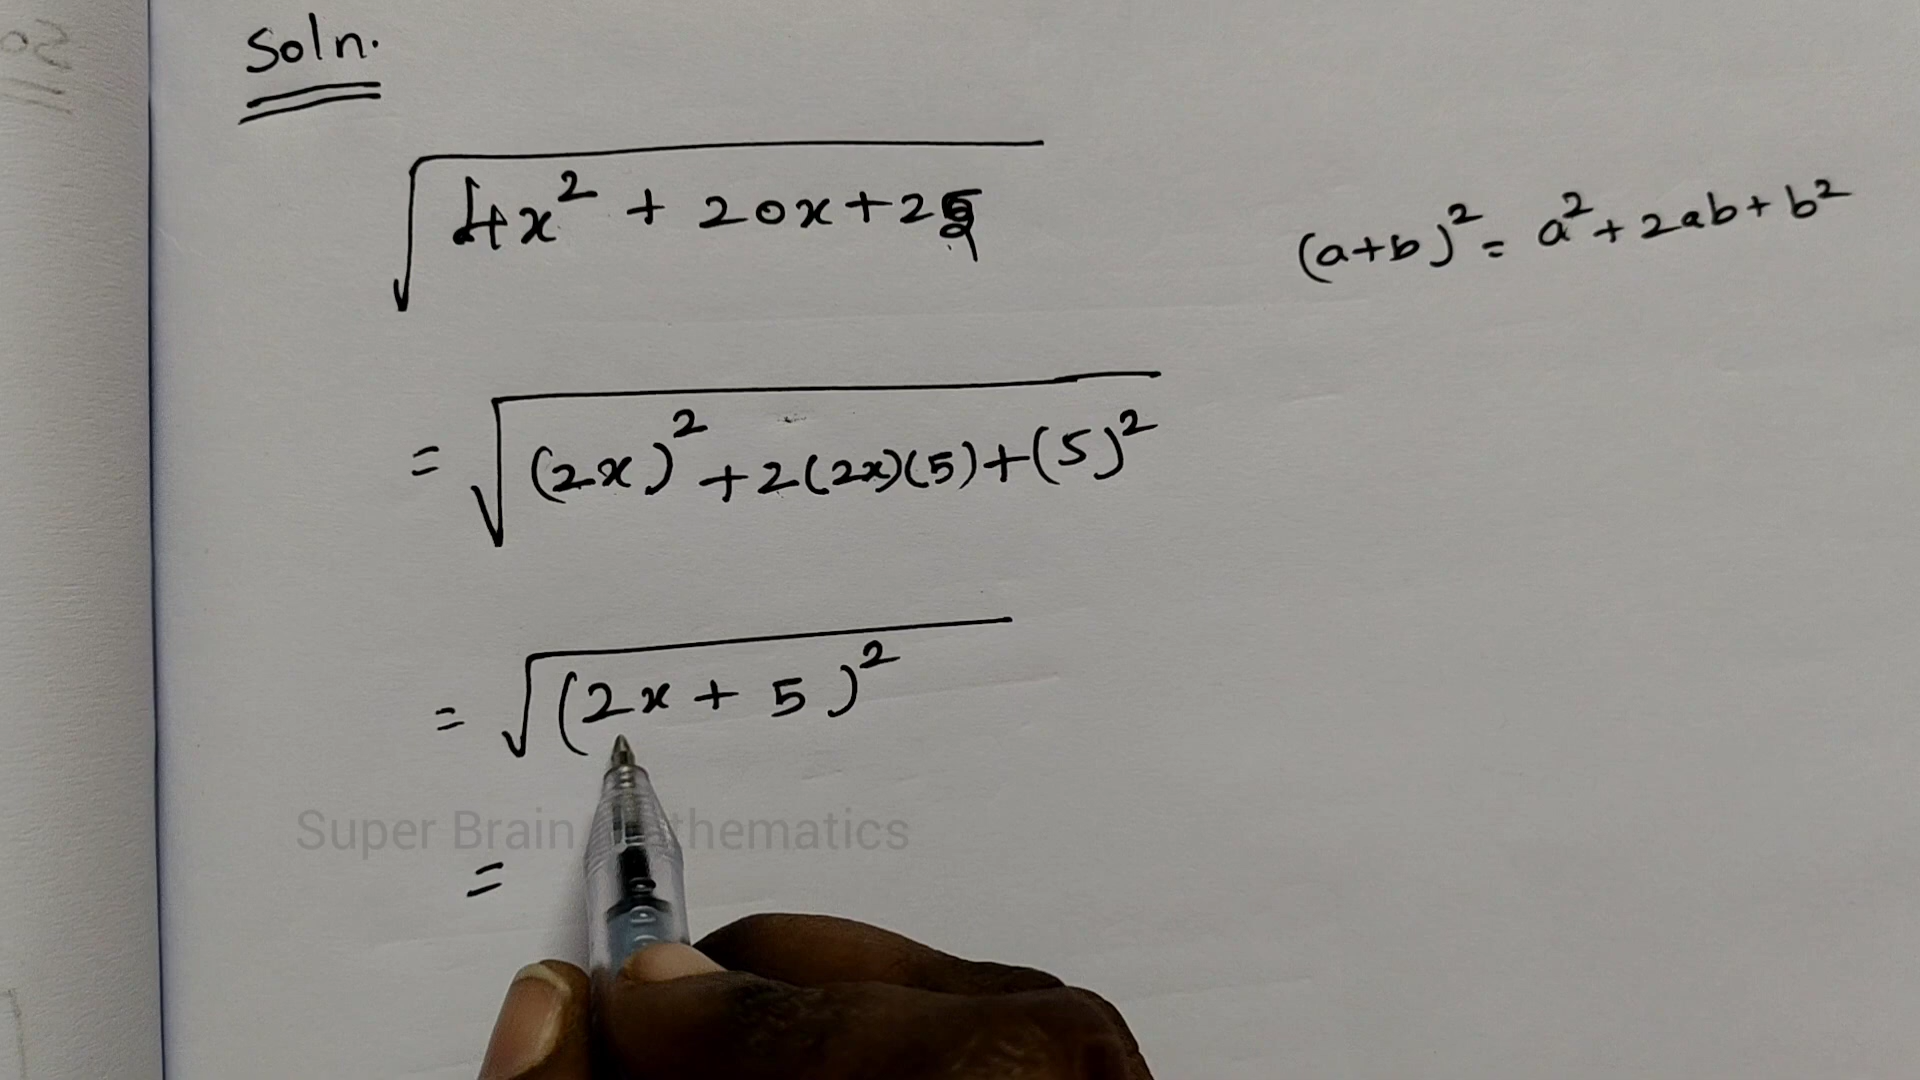 Soln.
√(4x² + 20x + 25)
(a+b)² = a² + 2ab + b²
= √((2x)² + 2(2x)(5) + (5)²)
= √((2x + 5)²)
Super Brain
=